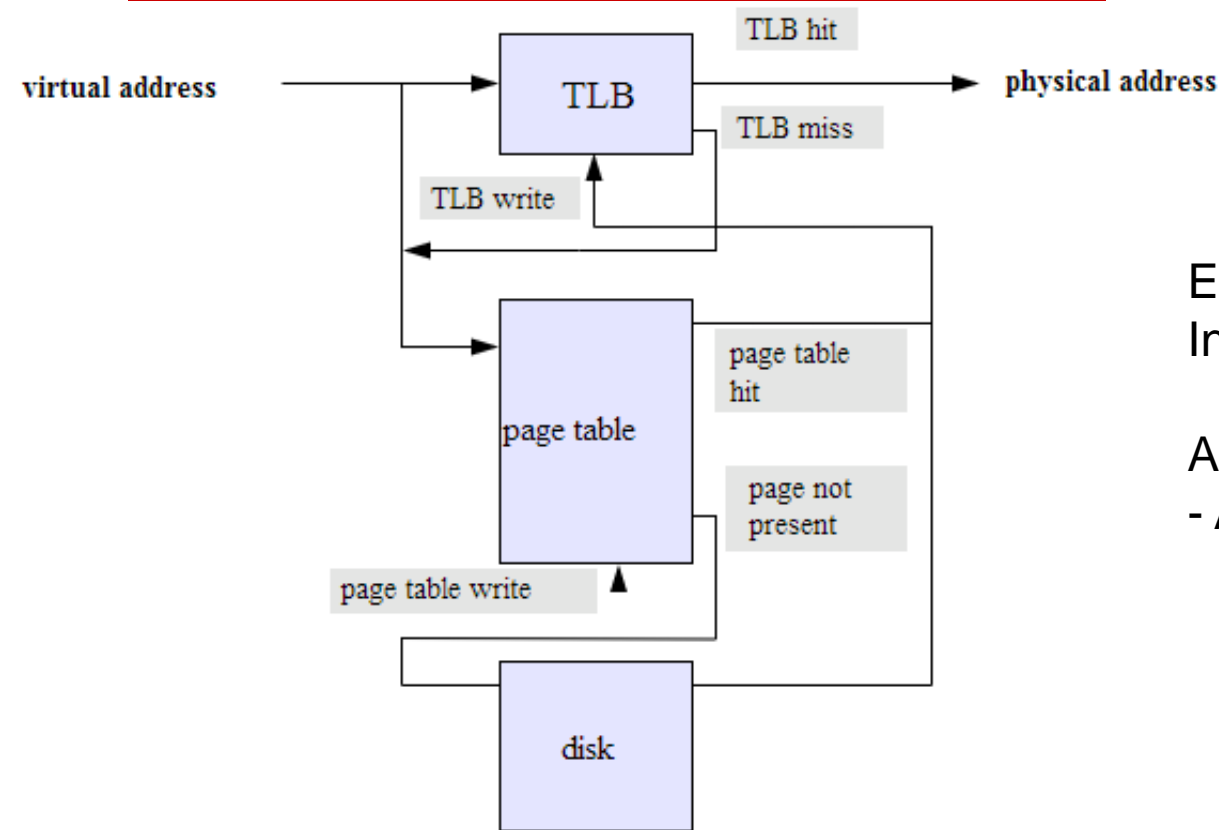 TLB hit
virtual address
TLB
physical address
TLB miss
TLB write
page table
hit
page table
page not
present
page table write
disk